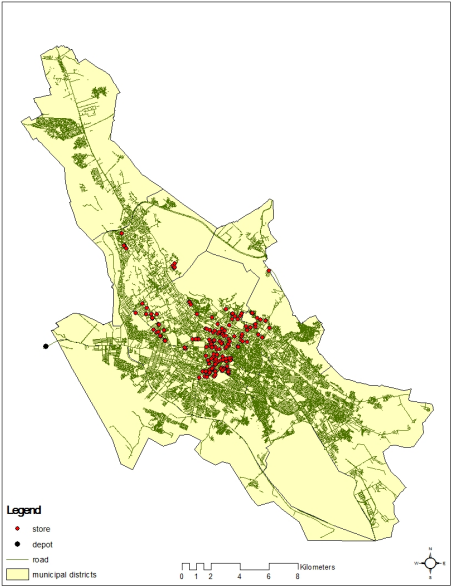 Legend
store
depot
road
municipal districts
Kilometers
0 1 2 4 6 8
N
W E
S